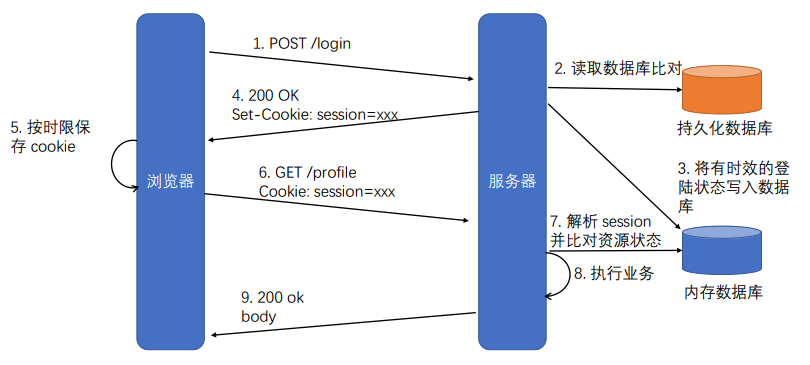 1. POST /login
2. 读取数据库比对
持久化数据库
4. 200 OK
Set-Cookie: session=xxx
5. 按时限保
存 cookie
浏览器
6. GET /profile
Cookie: session=xxx
服务器
3. 将有时效的登
陆状态写入数据
库
7. 解析 session
并比对资源状态
8. 执行业务
内存数据库
9. 200 ok
body